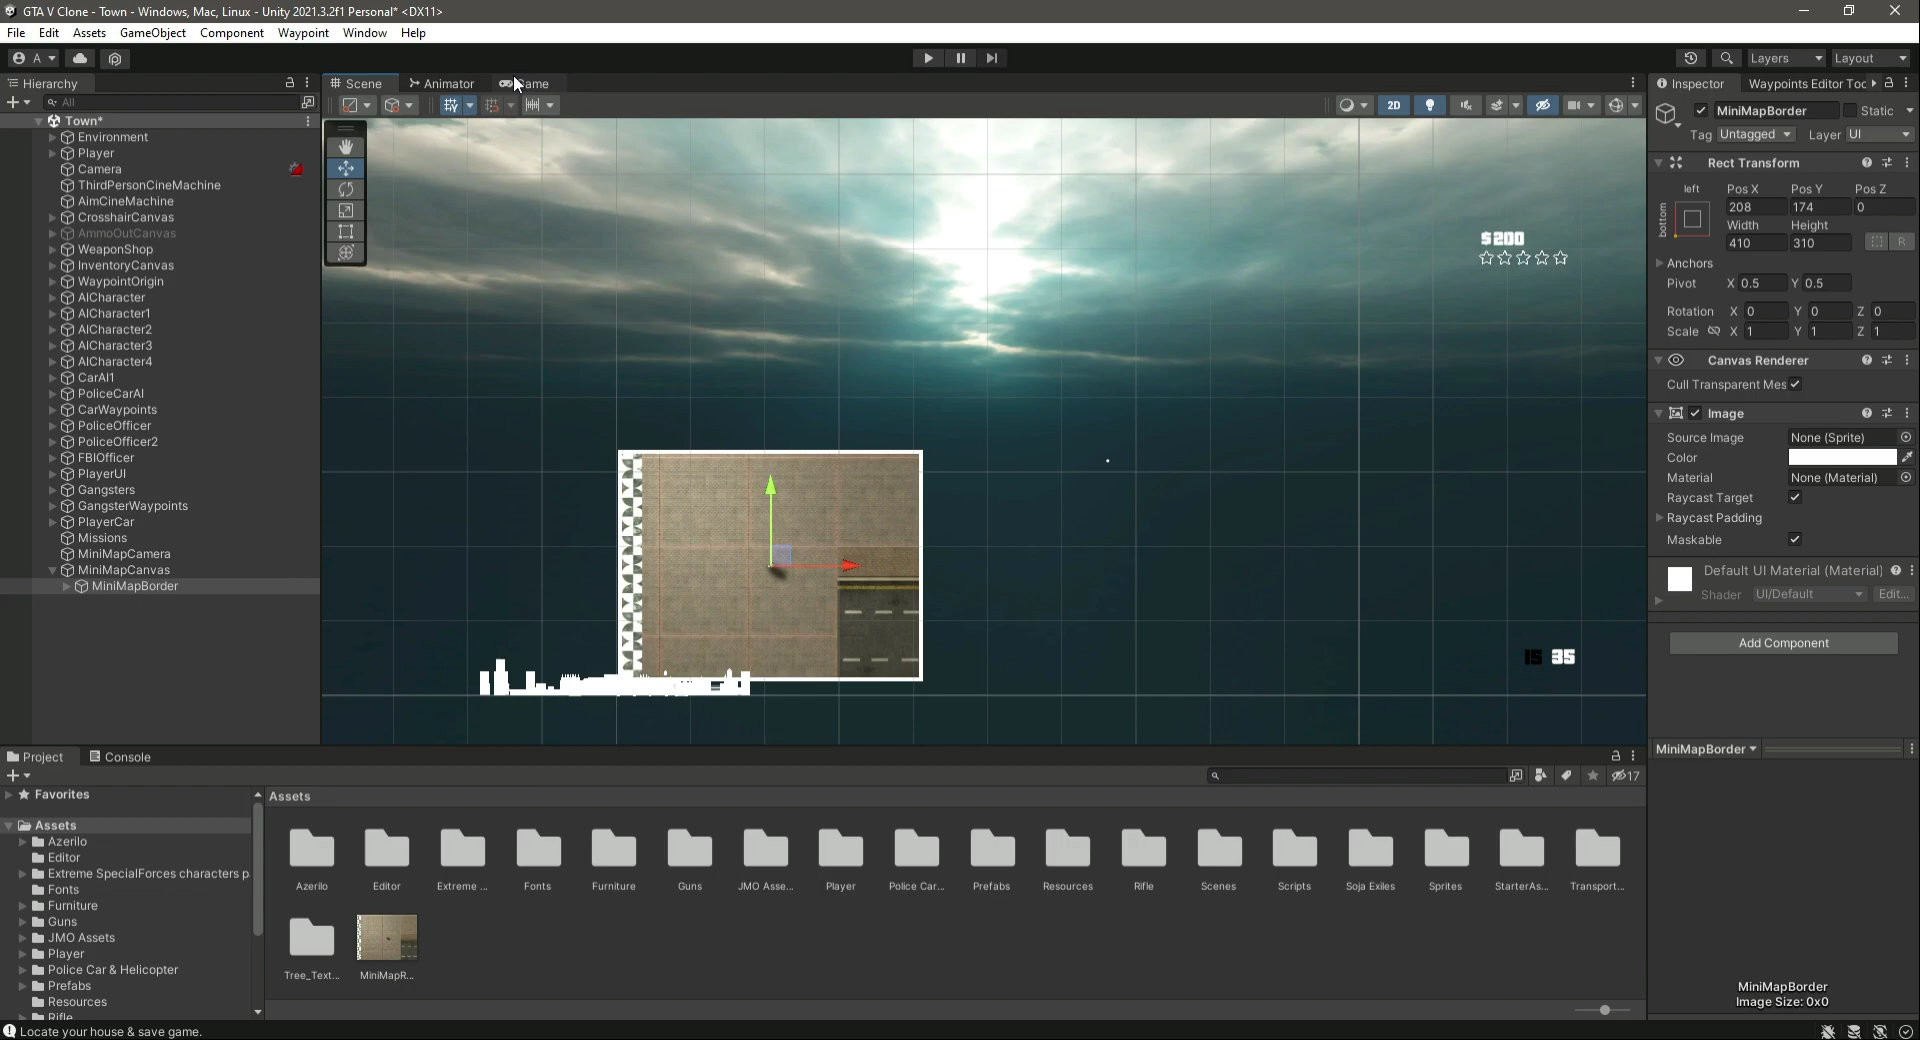 GTA V Clone - Town - Windows, Mac, Linux - Unity 2021.3.2f1 Personal* <DX11>
File Edit Assets GameObject Component Waypoint Window Help
A Layers Layout
Hierarchy
All
Town*
Environment
Player
Camera
ThirdPersonCineMachine
AimCineMachine
CrosshairCanvas
AmmoOutCanvas
WeaponShop
InventoryCanvas
WaypointOrigin
AICharacter
AICharacter1
AICharacter2
AICharacter3
AICharacter4
CarAI1
PoliceCarAI
CarWaypoints
PoliceOfficer
PoliceOfficer2
FBIOfficer
PlayerUI
Gangsters
GangsterWaypoints
PlayerCar
Missions
MiniMapCamera
MiniMapCanvas
MiniMapBorder
Scene Animator Game
2D
$200
15 35
Inspector Waypoints Editor Toc
MiniMapBorder Static
Tag Untagged Layer UI
Rect Transform
left Pos X Pos Y Pos Z
bottom 208 174 0
Width Height
410 310 R
Anchors
Pivot X 0.5 Y 0.5
Rotation X 0 Y 0 Z 0
Scale X 1 Y 1 Z 1
Canvas Renderer
Cull Transparent Mes
Image
Source Image None (Sprite)
Color
Material None (Material)
Raycast Target
Raycast Padding
Maskable
Default UI Material (Material)
Shader UI/Default Edit...
Add Component
MiniMapBorder
MiniMapBorder
Image Size: 0x0
Project Console
17
Favorites
Assets
Azerilo
Editor
Extreme SpecialForces characters p
Fonts
Furniture
Guns
JMO Assets
Player
Police Car & Helicopter
Prefabs
Resources
Rifle
Assets
Azerilo Editor Extreme ... Fonts Furniture Guns JMO Asse... Player Police Car... Prefabs Resources Rifle Scenes Scripts Soja Exiles Sprites StarterAs... Transport...
Tree_Text... MiniMapR...
Locate your house & save game.